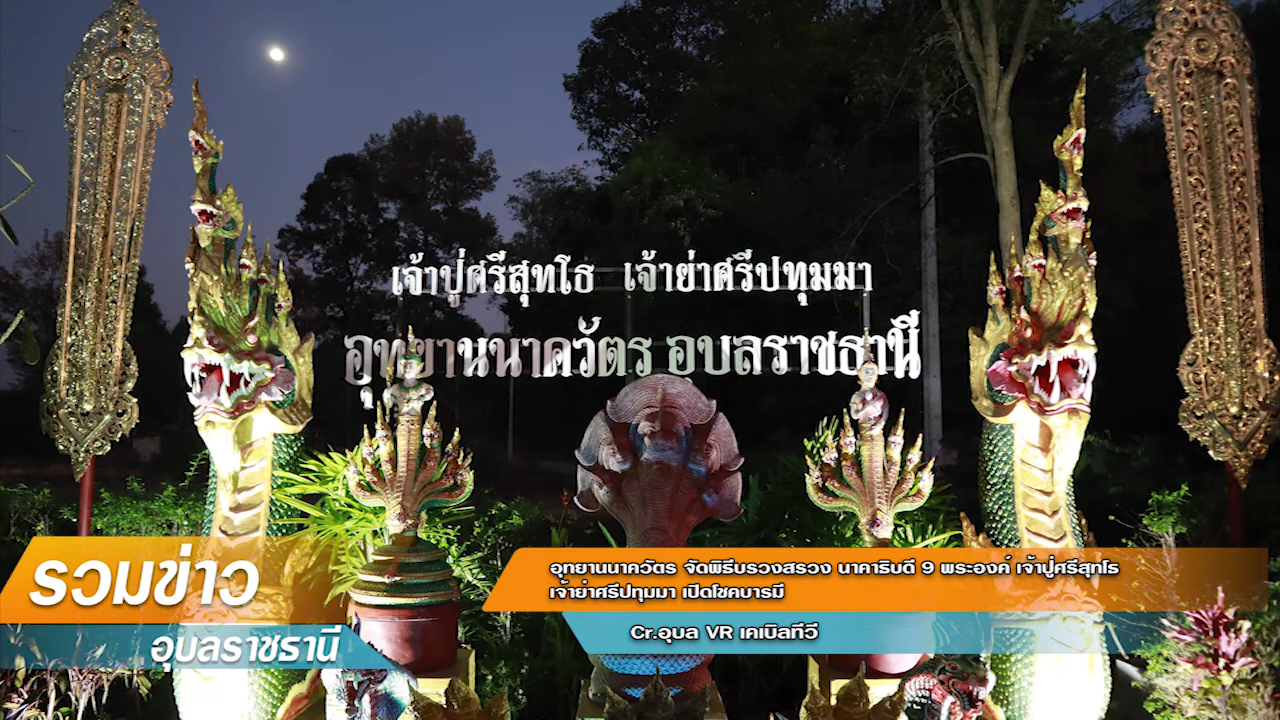 เจ้าปู่ศรีสุทโธ เจ้าย่าศรีปทุมมา
อุทยานนาควัตร อุบลราชธานี
รวมข่าว
อุบลราชธานี
อุทยานนาควัตร จัดพิธีบรวงสรวง นาคาธิบดี 9 พระองค์ เจ้าปู่ศรีสุทโธ
เจ้าย่าศรีปทุมมา เปิดโชคบารมี
Cr.อุบล VR เคเบิลทีวี